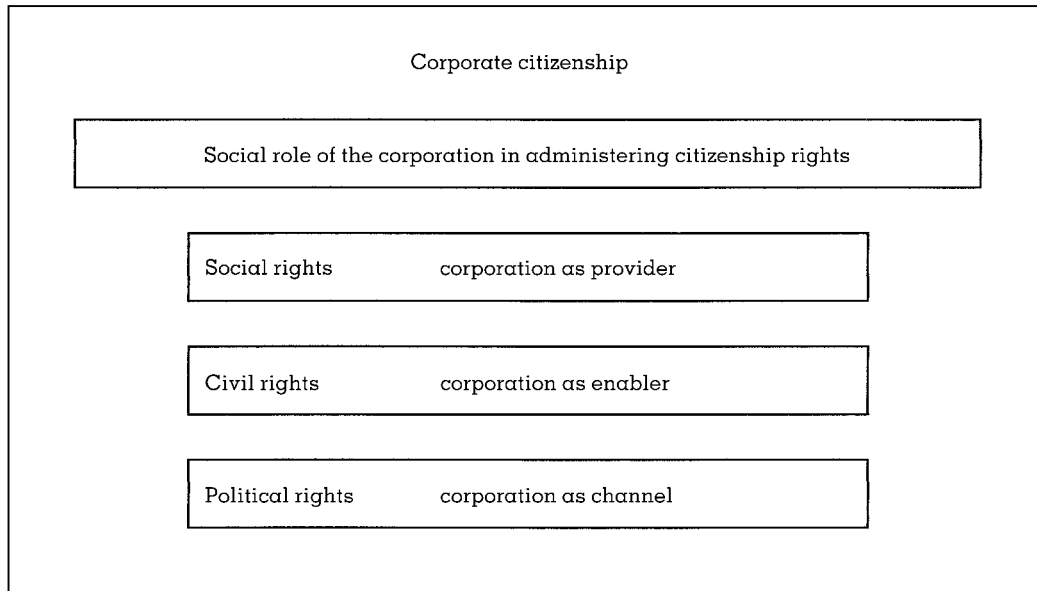 Corporate citizenship
Social role of the corporation in administering citizenship rights
Social rights corporation as provider
Civil rights corporation as enabler
Political rights corporation as channel